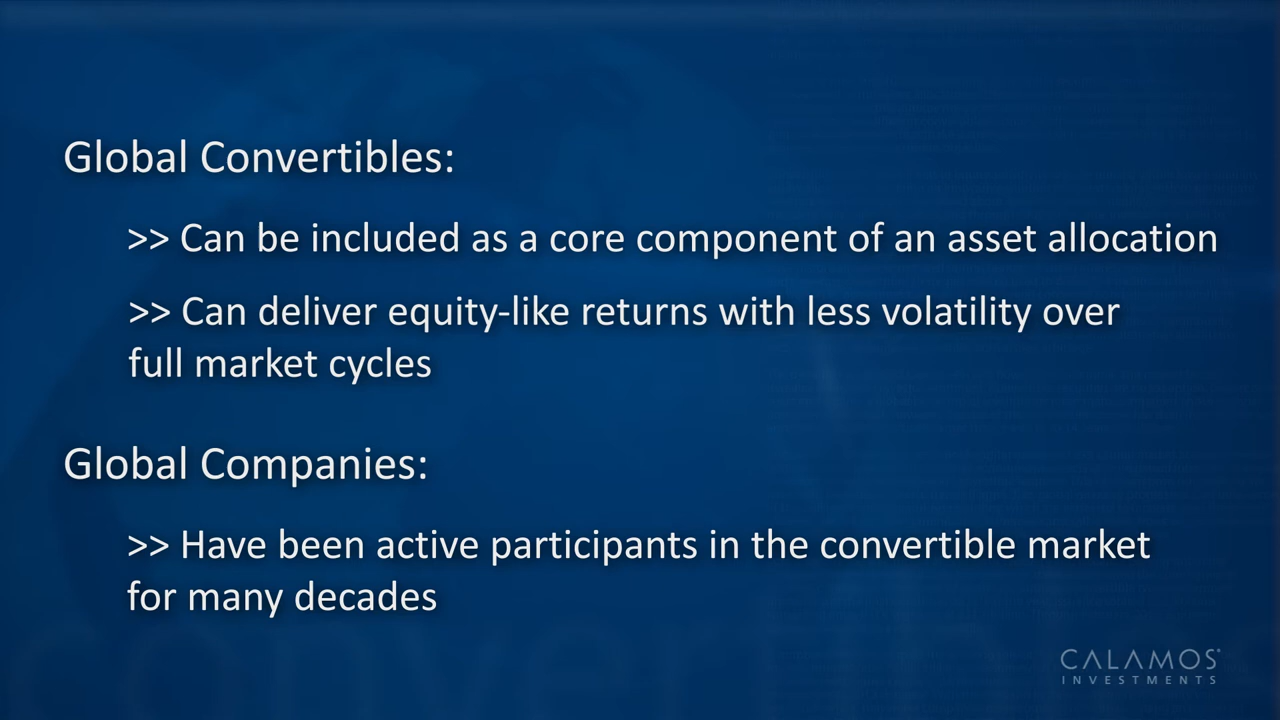 Global Convertibles:
>> Can be included as a core component of an asset allocation
>> Can deliver equity-like returns with less volatility over
full market cycles
Global Companies:
>> Have been active participants in the convertible market
for many decades
CALAMOS®
INVESTMENTS